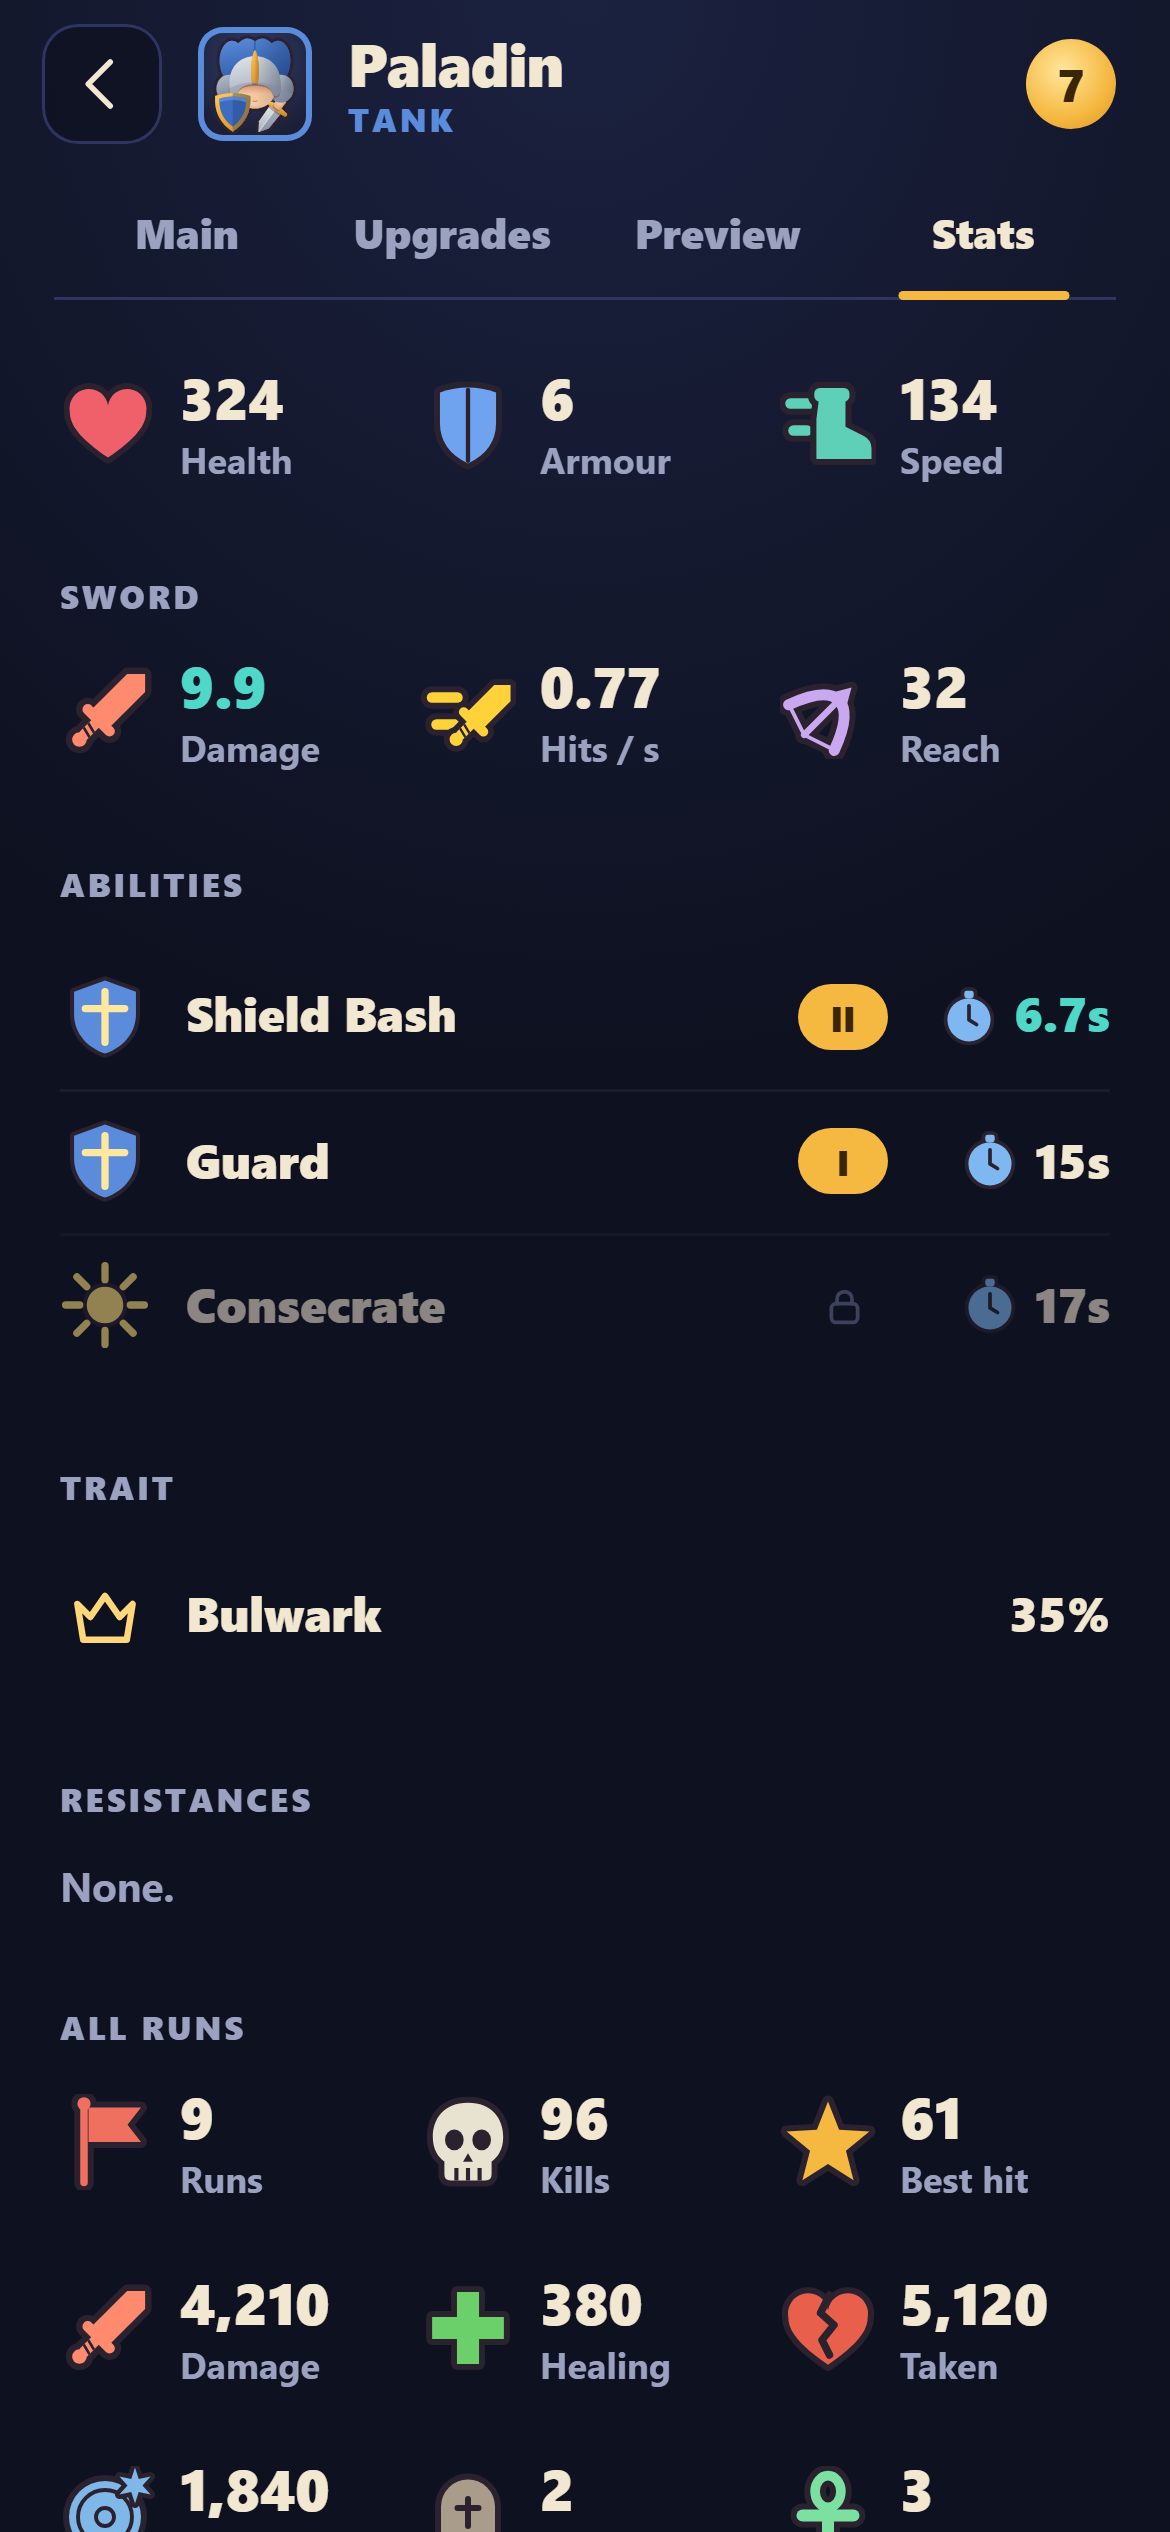 Paladin
TANK
7
Main Upgrades Preview Stats
324 6 134
Health Armour Speed
SWORD
9.9 0.77 32
Damage Hits / s Reach
ABILITIES
Shield Bash II 6.7s
Guard I 15s
Consecrate 17s
TRAIT
Bulwark 35%
RESISTANCES
None.
ALL RUNS
9 96 61
Runs Kills Best hit
4,210 380 5,120
Damage Healing Taken
1,840 2 3